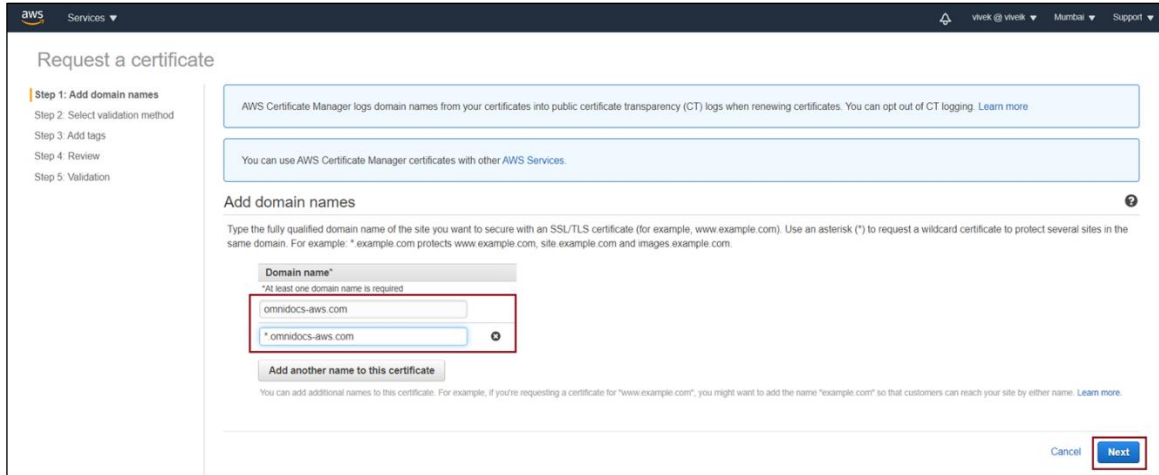 aws Services ▼ vivek @ viveik ▼ Mumbai ▼ Support ▼
Request a certificate
Step 1: Add domain names
Step 2: Select validation method
Step 3: Add tags
Step 4: Review
Step 5: Validation
AWS Certificate Manager logs domain names from your certificates into public certificate transparency (CT) logs when renewing certificates. You can opt out of CT logging. Learn more
You can use AWS Certificate Manager certificates with other AWS Services.
Add domain names
Type the fully qualified domain name of the site you want to secure with an SSL/TLS certificate (for example, www.example.com). Use an asterisk (*) to request a wildcard certificate to protect several sites in the
same domain. For example: *.example.com protects www.example.com, site.example.com and images.example.com.
Domain name*
*At least one domain name is required
omnidocs-aws.com
*.omnidocs-aws.com
Add another name to this certificate
You can add additional names to this certificate. For example, if you're requesting a certificate for "www.example.com", you might want to add the name "example.com" so that customers can reach your site by either name. Learn more.
Cancel Next